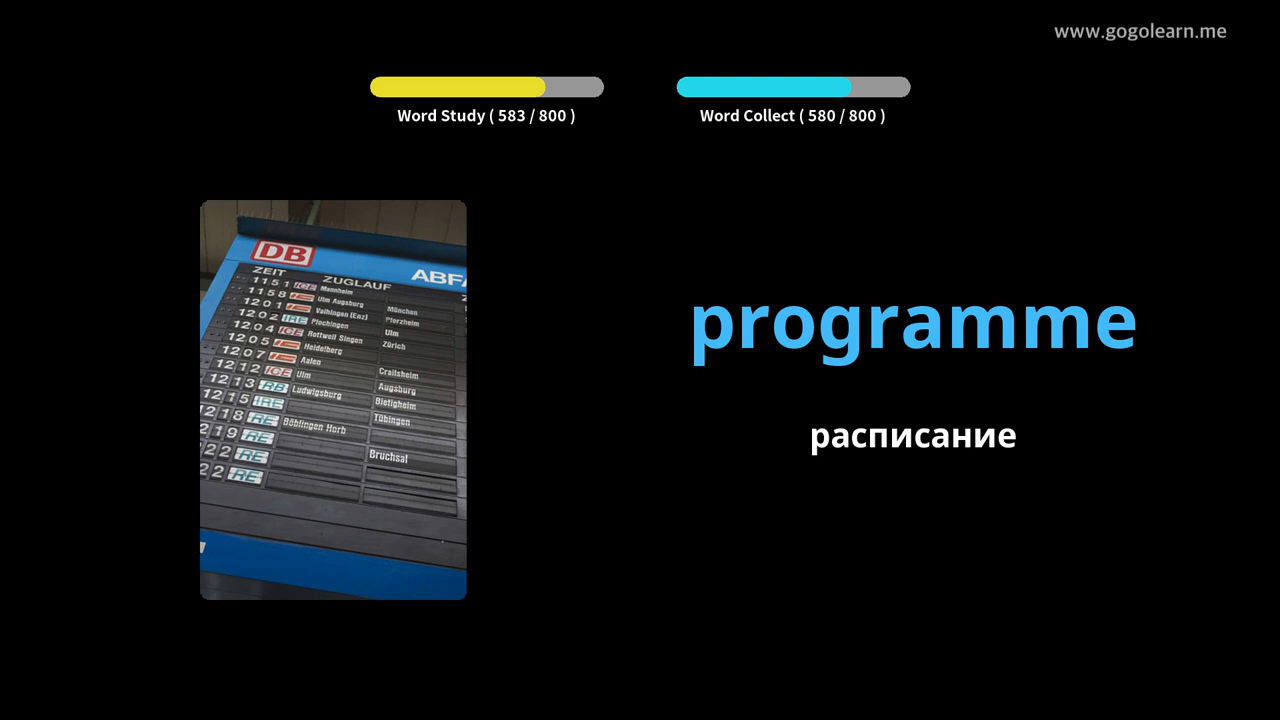 www.gogolearn.me
Word Study ( 583 / 800 )
Word Collect ( 580 / 800 )
DB
ZEIT ZUGLAUF ABFA
1151 ICE Mannheim
1158 Ulm Augsburg München
1201 Vaihingen (Enz) Pforzheim
1202 IRE Plochingen Ulm
1204 ICE Rottweil Singen Zürich
1205 Heidelberg
1207 Aalen Crailsheim
1212 ICE Ulm Augsburg
1213 RB Ludwigsburg Bietigheim
1215 IRE Tübingen
1218 RE Böblingen Horb
219 RE
22 RE Bruchsal
22 RE
programme
расписание